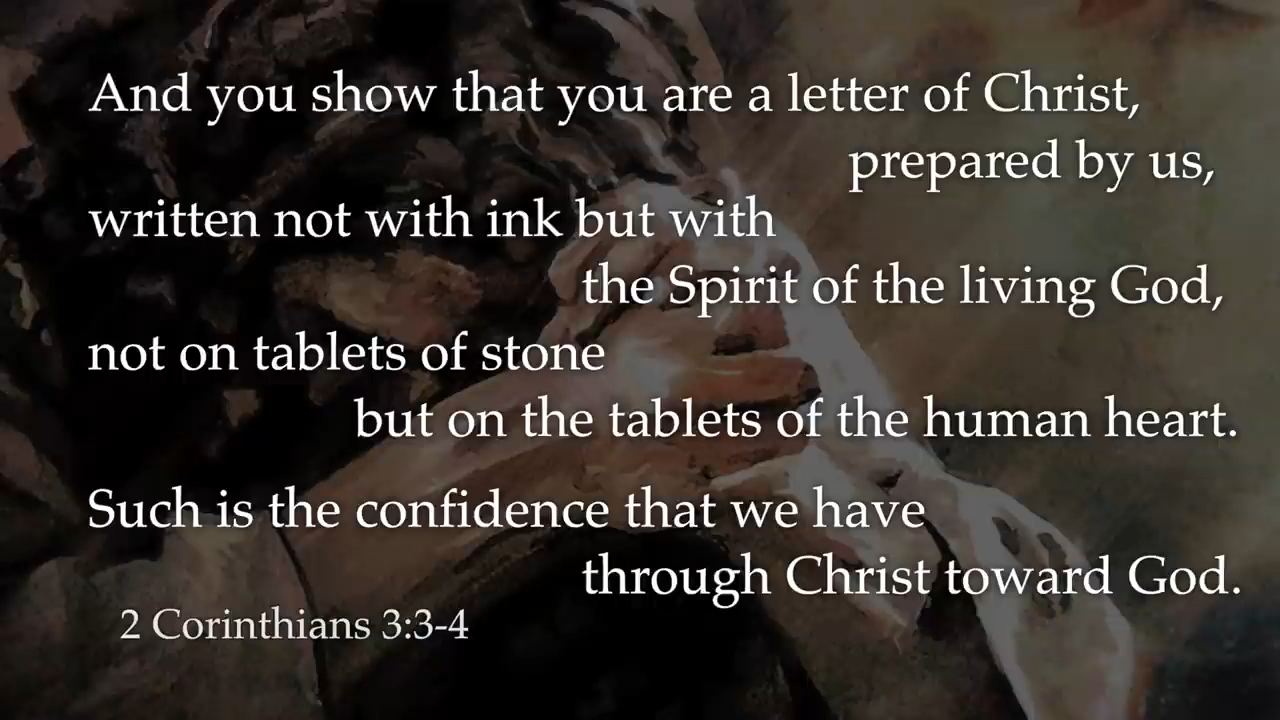 And you show that you are a letter of Christ,
prepared by us,
written not with ink but with
the Spirit of the living God,
not on tablets of stone
but on the tablets of the human heart.
Such is the confidence that we have
through Christ toward God.
2 Corinthians 3:3-4